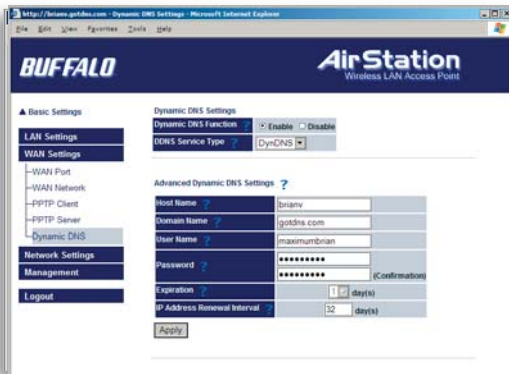 http://brianv.gotdns.com - Dynamic DNS Settings - Microsoft Internet Explorer
File Edit View Favorites Tools Help
BUFFALO
AirStation
Wireless LAN Access Point
▲ Basic Settings
LAN Settings
WAN Settings
WAN Port
WAN Network
PPTP Client
PPTP Server
Dynamic DNS
Network Settings
Management
Logout
Dynamic DNS Settings
Dynamic DNS Function ? Enable Disable
DDNS Service Type ? DynDNS
Advanced Dynamic DNS Settings ?
Host Name ? brianv
Domain Name ? gotdns.com
User Name ? maximumbrian
Password ? •••••••••
••••••••• (Confirmation)
Expiration ? 1 day(s)
IP Address Renewal Interval ? 32 day(s)
Apply